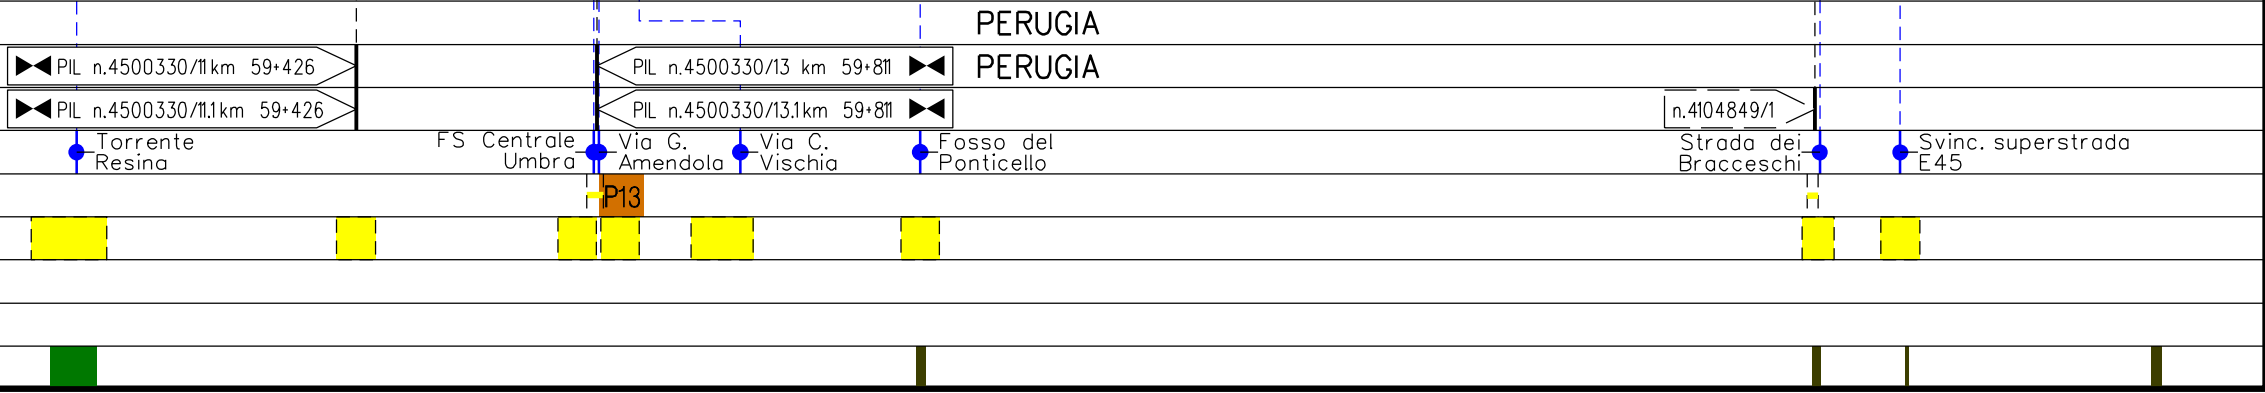 PERUGIA
PIL n.4500330/11 km 59+426
PIL n.4500330/13 km 59+811
PERUGIA
PIL n.4500330/11.1 km 59+426
PIL n.4500330/13.1 km 59+811
n.4104849/1
Torrente
Resina
FS Centrale
Umbra
Via G.
Amendola
Via C.
Vischia
Fosso del
Ponticello
Strada dei
Bracceschi
Svinc. superstrada
E45
P13